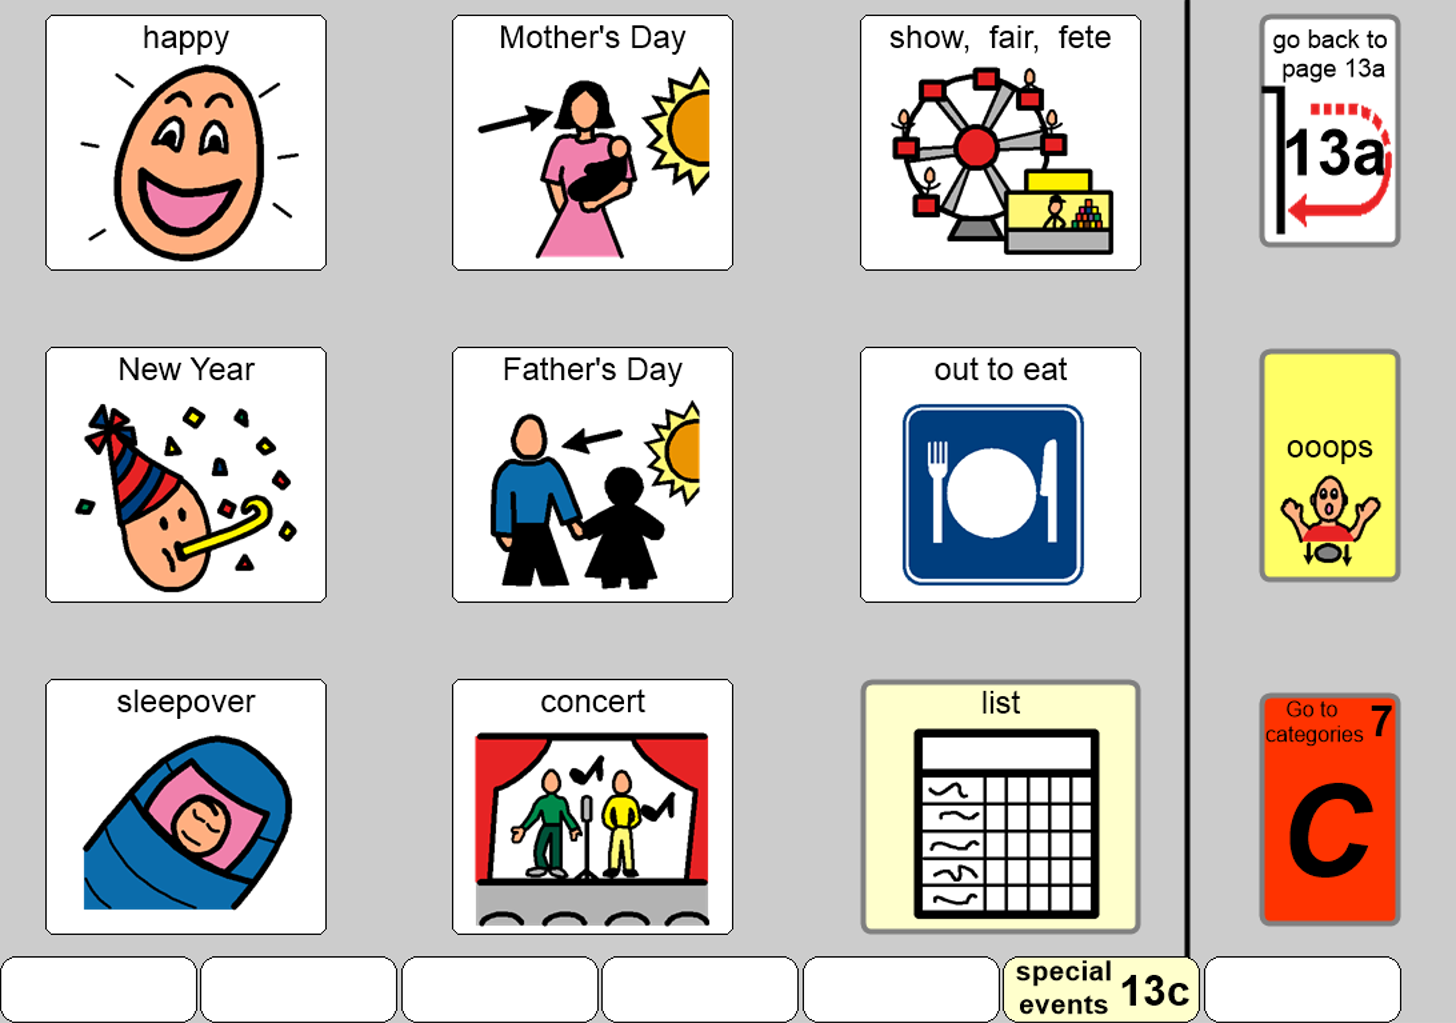 happy
Mother's Day
show, fair, fete
go back to
page 13a
13a
New Year
Father's Day
out to eat
ooops
sleepover
concert
list
Go to
categories 7
C
special
events 13c